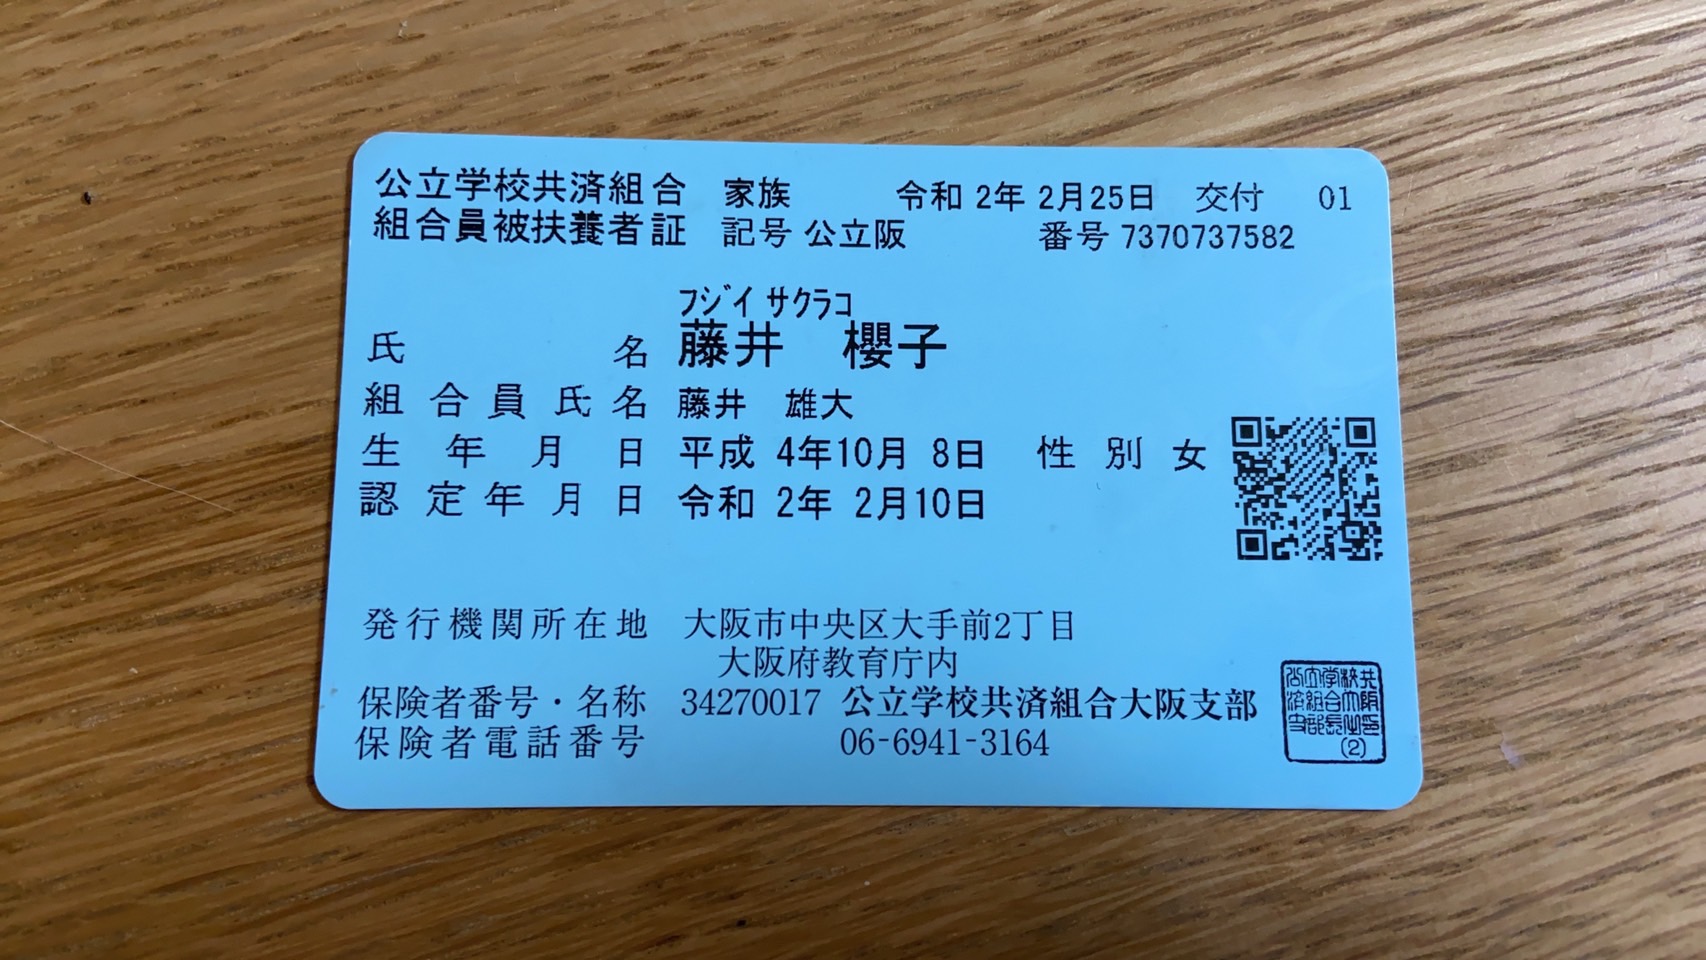 公立学校共済組合 家族 令和 2年 2月25日 交付 01
組合員被扶養者証 記号 公立阪 番号 7370737582
フジイ サクラコ
氏名 藤井 櫻子
組合員氏名 藤井 雄大
生年月日 平成 4年10月 8日 性別 女
認定年月日 令和 2年 2月10日
発行機関所在地 大阪市中央区大手前2丁目
大阪府教育庁内
保険者番号・名称 34270017 公立学校共済組合大阪支部
保険者電話番号 06-6941-3164
(2)